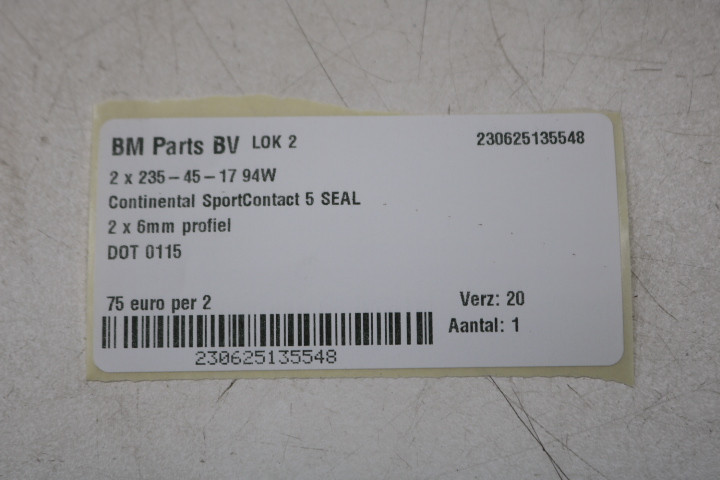 BM Parts BV LOK 2 230625135548
2 x 235-45-17 94W
Continental SportContact 5 SEAL
2 x 6mm profiel
DOT 0115
75 euro per 2 Verz: 20
Aantal: 1
230625135548